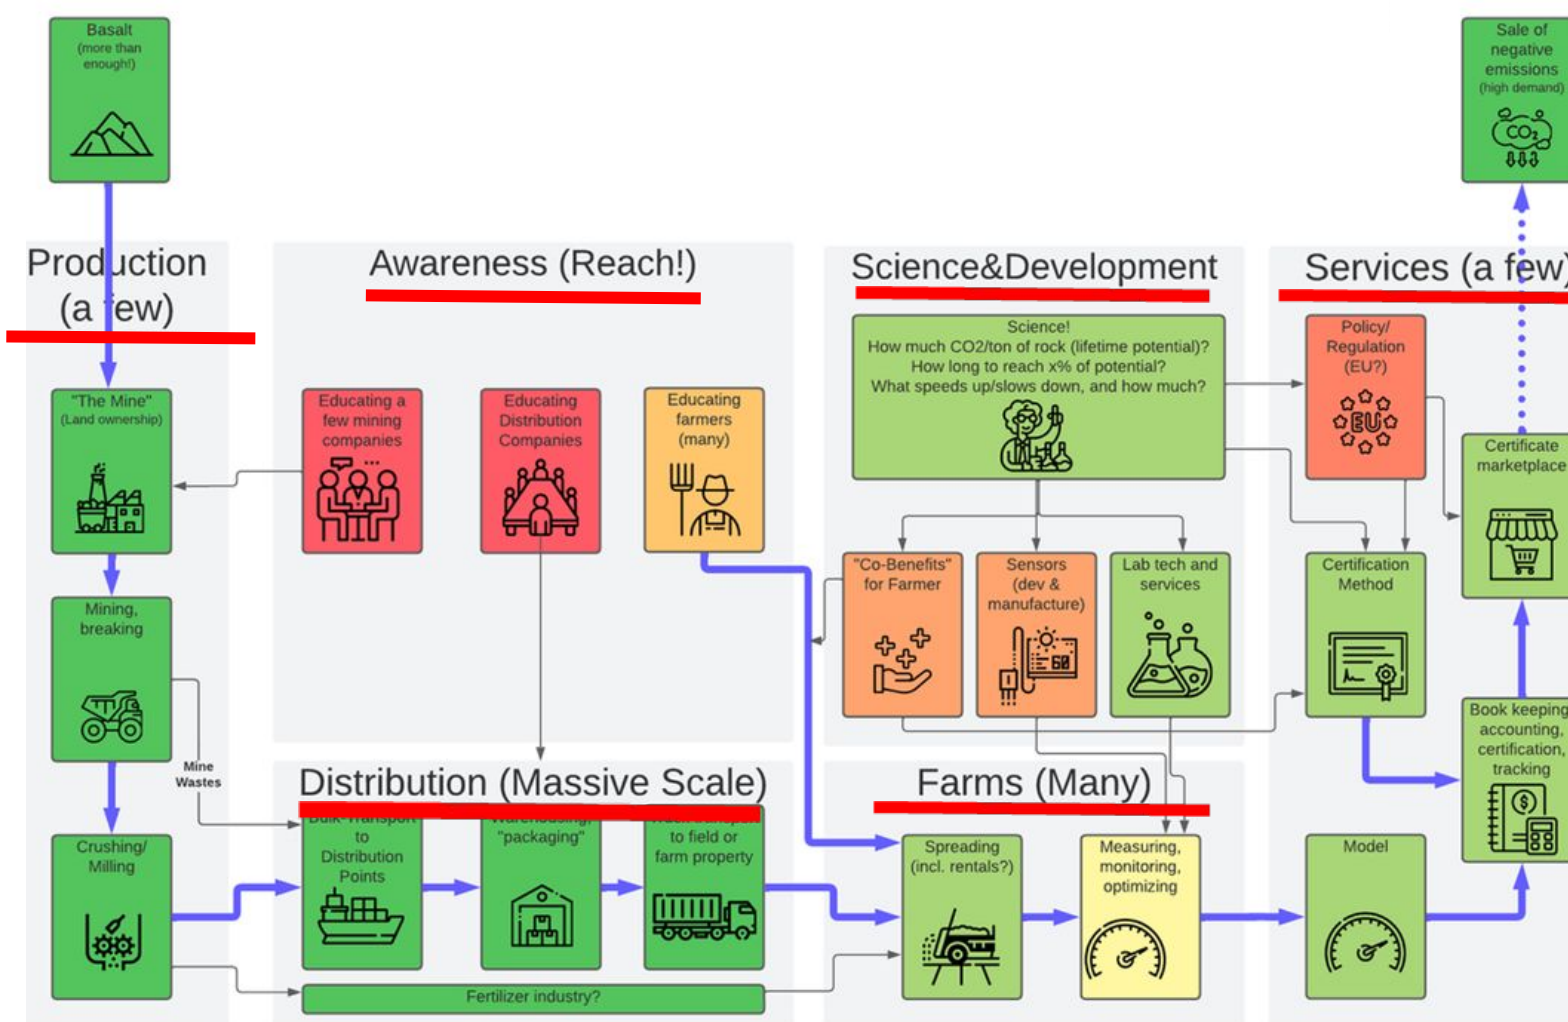 Basalt
(more than
enough!)
Sale of
negative
emissions
(high demand)
CO2
Production
(a few)
Awareness (Reach!)
Science&Development
Services (a few)
"The Mine"
(Land ownership)
Educating a
few mining
companies
Educating
Distribution
Companies
Educating
farmers
(many)
Science!
How much CO2/ton of rock (lifetime potential)?
How long to reach x% of potential?
What speeds up/slows down, and how much?
Policy/
Regulation
(EU?)
EU
Certificate
marketplace
Mining,
breaking
"Co-Benefits"
for Farmer
Sensors
(dev &
manufacture)
60
Lab tech and
services
Certification
Method
Mine
Wastes
Book keeping,
accounting,
certification,
tracking
Distribution (Massive Scale)
Farms (Many)
Crushing/
Milling
Bulk Transport
to
Distribution
Points
Warehousing,
"packaging"
to field or
farm property
Spreading
(incl. rentals?)
Measuring,
monitoring,
optimizing
Model
Fertilizer industry?